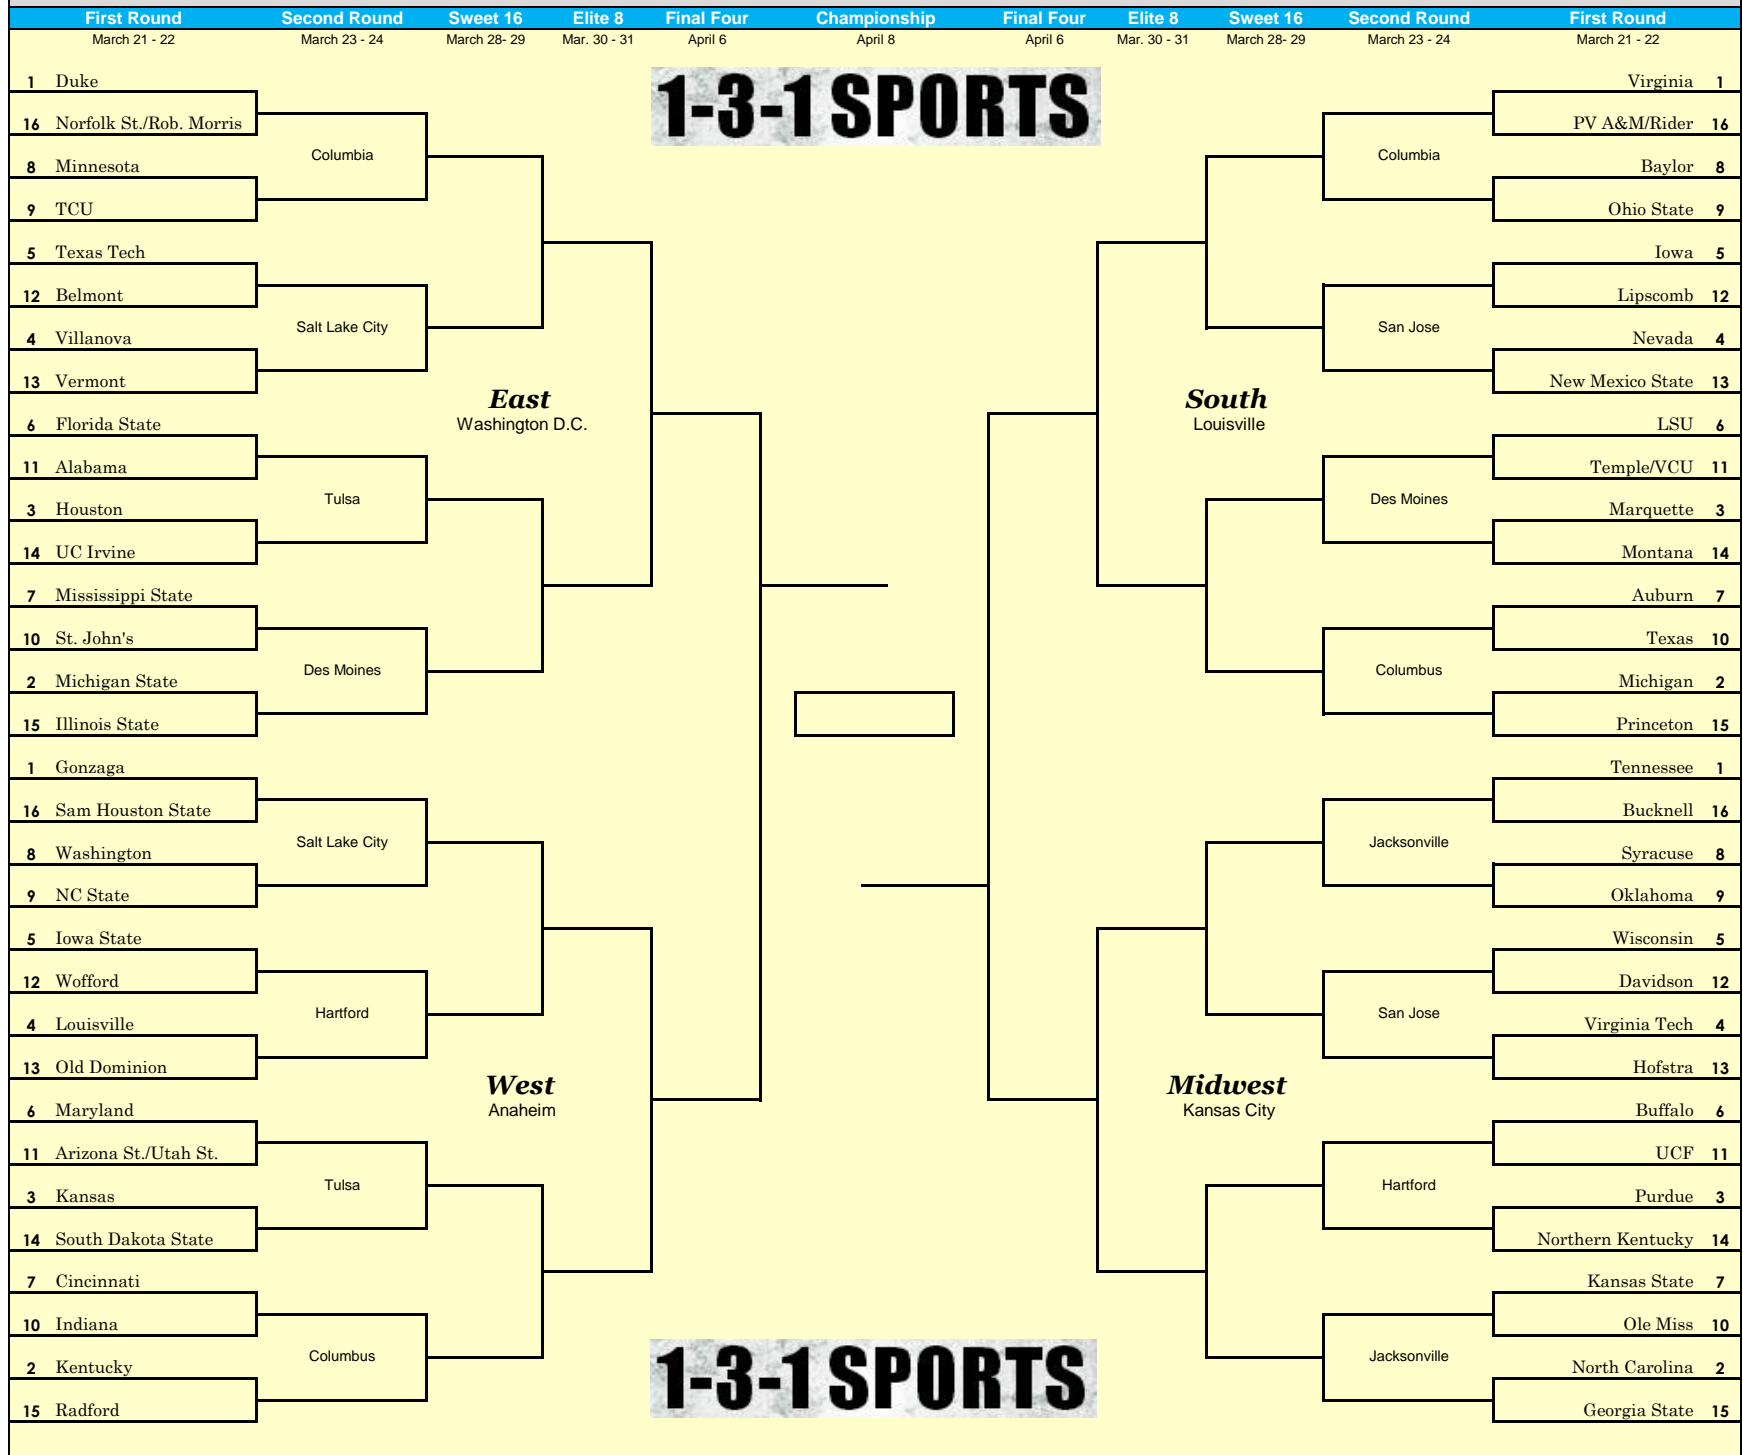 First Round Second Round Sweet 16 Elite 8 Final Four Championship Final Four Elite 8 Sweet 16 Second Round First Round
March 21 - 22 March 23 - 24 March 28- 29 Mar. 30 - 31 April 6 April 8 April 6 Mar. 30 - 31 March 28- 29 March 23 - 24 March 21 - 22
1-3-1 SPORTS
1 Duke
16 Norfolk St./Rob. Morris
Columbia
8 Minnesota
9 TCU
5 Texas Tech
12 Belmont
Salt Lake City
4 Villanova
13 Vermont
East
Washington D.C.
6 Florida State
11 Alabama
Tulsa
3 Houston
14 UC Irvine
7 Mississippi State
10 St. John's
Des Moines
2 Michigan State
15 Illinois State
1 Gonzaga
16 Sam Houston State
Salt Lake City
8 Washington
9 NC State
5 Iowa State
12 Wofford
Hartford
4 Louisville
13 Old Dominion
West
Anaheim
6 Maryland
11 Arizona St./Utah St.
Tulsa
3 Kansas
14 South Dakota State
7 Cincinnati
10 Indiana
Columbus
2 Kentucky
15 Radford
Virginia 1
PV A&M/Rider 16
Columbia
Baylor 8
Ohio State 9
Iowa 5
Lipscomb 12
San Jose
Nevada 4
New Mexico State 13
South
Louisville
LSU 6
Temple/VCU 11
Des Moines
Marquette 3
Montana 14
Auburn 7
Texas 10
Columbus
Michigan 2
Princeton 15
Tennessee 1
Bucknell 16
Jacksonville
Syracuse 8
Oklahoma 9
Wisconsin 5
Davidson 12
San Jose
Virginia Tech 4
Hofstra 13
Midwest
Kansas City
Buffalo 6
UCF 11
Hartford
Purdue 3
Northern Kentucky 14
Kansas State 7
Ole Miss 10
Jacksonville
North Carolina 2
Georgia State 15
1-3-1 SPORTS